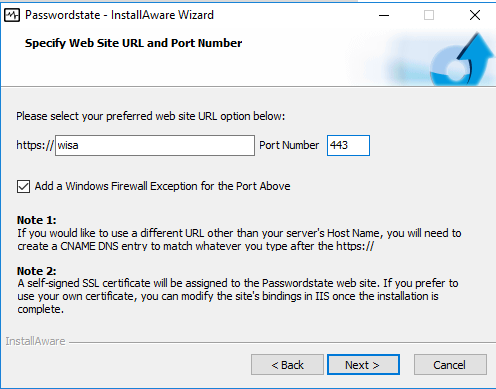 Passwordstate - InstallAware Wizard
Specify Web Site URL and Port Number
Please select your preferred web site URL option below:
https:// wisa Port Number 443
Add a Windows Firewall Exception for the Port Above
Note 1:
If you would like to use a different URL other than your server's Host Name, you will need to
create a CNAME DNS entry to match whatever you type after the https://
Note 2:
A self-signed SSL certificate will be assigned to the Passwordstate web site. If you prefer to
use your own certificate, you can modify the site's bindings in IIS once the installation is
complete.
InstallAware
< Back Next > Cancel